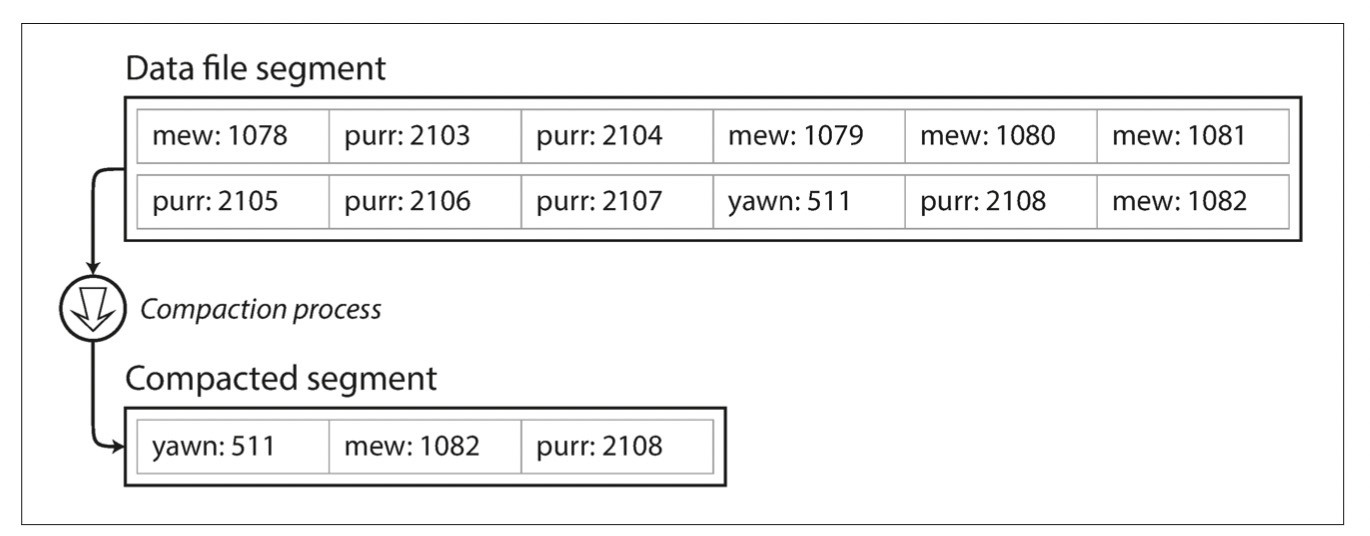 Data file segment
mew: 1078 purr: 2103 purr: 2104 mew: 1079 mew: 1080 mew: 1081
purr: 2105 purr: 2106 purr: 2107 yawn: 511 purr: 2108 mew: 1082
Compaction process
Compacted segment
yawn: 511 mew: 1082 purr: 2108